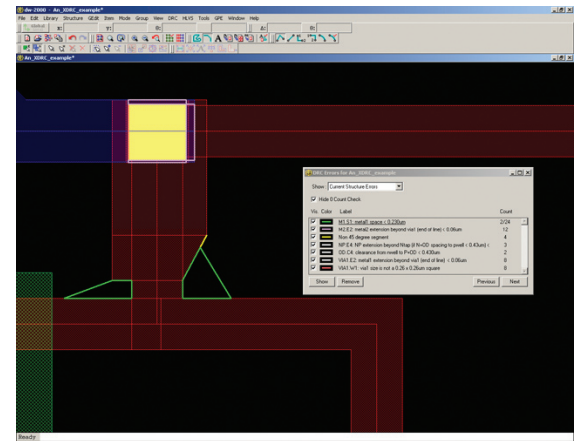 dw-2000 - An_XDRC_example*
File Edit Library Structure GEdit Item Mode Group View DRC HLVS Tools GPE Window Help
X: Y: D: A: L:
An_XDRC_example*
DRC Errors for An_XDRC_example
Show: Current Structure Errors
Hide 0 Count Check
Vis. Color Label Count
M1.S1: metal1 space < 0.230um 2/24
M2.E2: metal2 extension beyond via1 (end of line) < 0.06um 12
Non 45 degree segment 4
NP.E4: NP extension beyond Ntap (if N+OD spacing to pwell < 0.43um) < 3
OD.C4: clearance from nwell to P+OD < 0.430um 2
VIA1.E2: metal1 extension beyond via1 (end of line) < 0.06um 8
VIA1.W1: via1 size is not a 0.26 x 0.26um square 8
Show Remove Previous Next
Ready